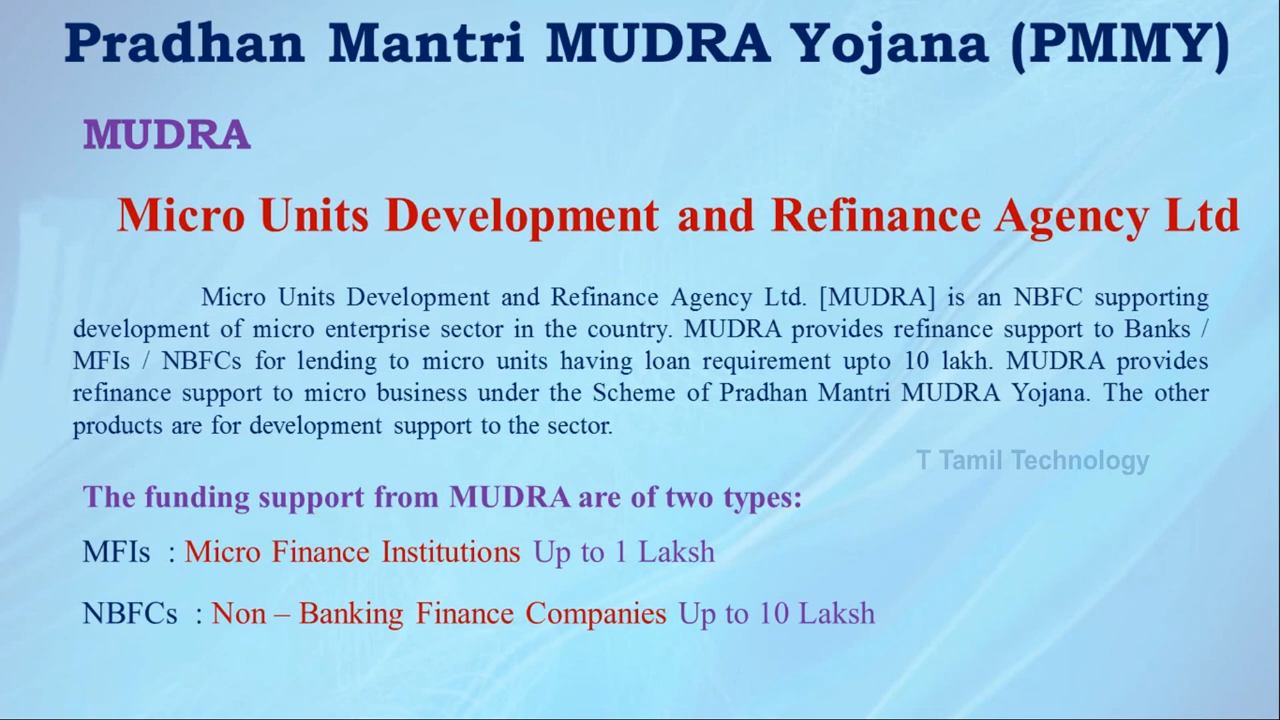 Pradhan Mantri MUDRA Yojana (PMMY)
MUDRA
Micro Units Development and Refinance Agency Ltd
Micro Units Development and Refinance Agency Ltd. [MUDRA] is an NBFC supporting
development of micro enterprise sector in the country. MUDRA provides refinance support to Banks /
MFIs / NBFCs for lending to micro units having loan requirement upto 10 lakh. MUDRA provides
refinance support to micro business under the Scheme of Pradhan Mantri MUDRA Yojana. The other
products are for development support to the sector.
T Tamil Technology
The funding support from MUDRA are of two types:
MFIs : Micro Finance Institutions Up to 1 Laksh
NBFCs : Non – Banking Finance Companies Up to 10 Laksh